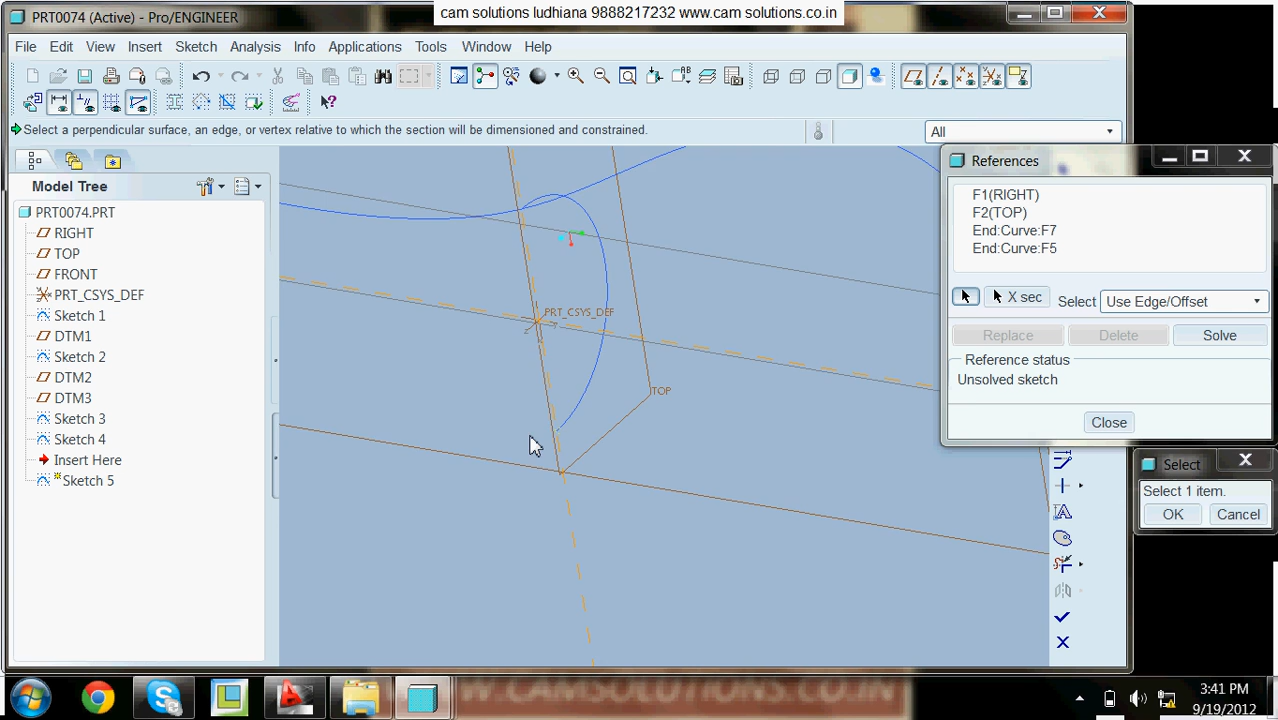 PRT0074 (Active) - Pro/ENGINEER
cam solutions ludhiana 9888217232 www.cam solutions.co.in
File Edit View Insert Sketch Analysis Info Applications Tools Window Help
Select a perpendicular surface, an edge, or vertex relative to which the section will be dimensioned and constrained.
All
Model Tree
PRT0074.PRT
RIGHT
TOP
FRONT
PRT_CSYS_DEF
Sketch 1
DTM1
Sketch 2
DTM2
DTM3
Sketch 3
Sketch 4
Insert Here
Sketch 5
PRT_CSYS_DEF
TOP
References
F1(RIGHT)
F2(TOP)
End:Curve:F7
End:Curve:F5
X sec
Select
Use Edge/Offset
Replace
Delete
Solve
Reference status
Unsolved sketch
Close
Select
Select 1 item.
OK
Cancel
3:41 PM
9/19/2012